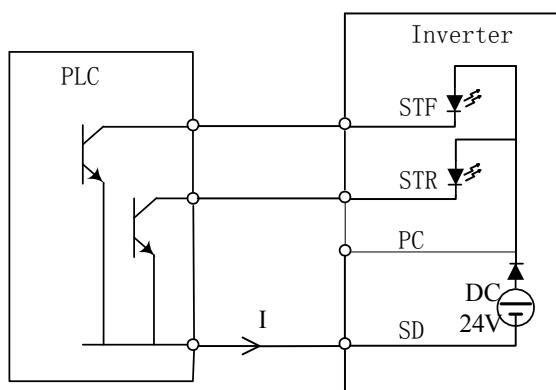 Inverter
PLC
STF
STR
PC
DC
24V
I
SD